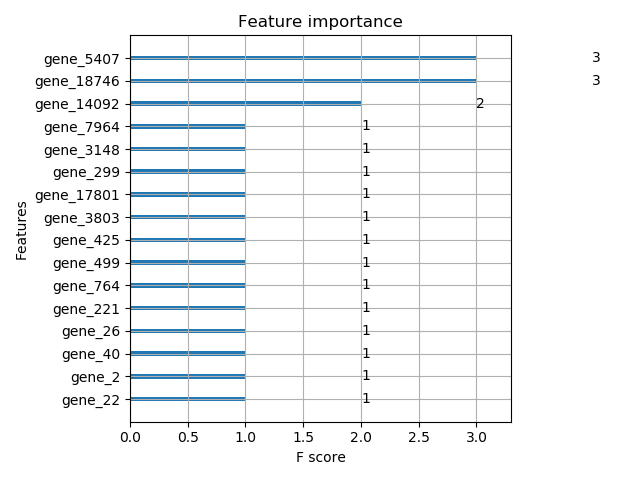 Feature importance
gene_5407 3
gene_18746 3
gene_14092 2
gene_7964 1
gene_3148 1
gene_299 1
gene_17801 1
gene_3803 1
gene_425 1
gene_499 1
gene_764 1
gene_221 1
gene_26 1
gene_40 1
gene_2 1
gene_22 1
Features
0.0 0.5 1.0 1.5 2.0 2.5 3.0
F score